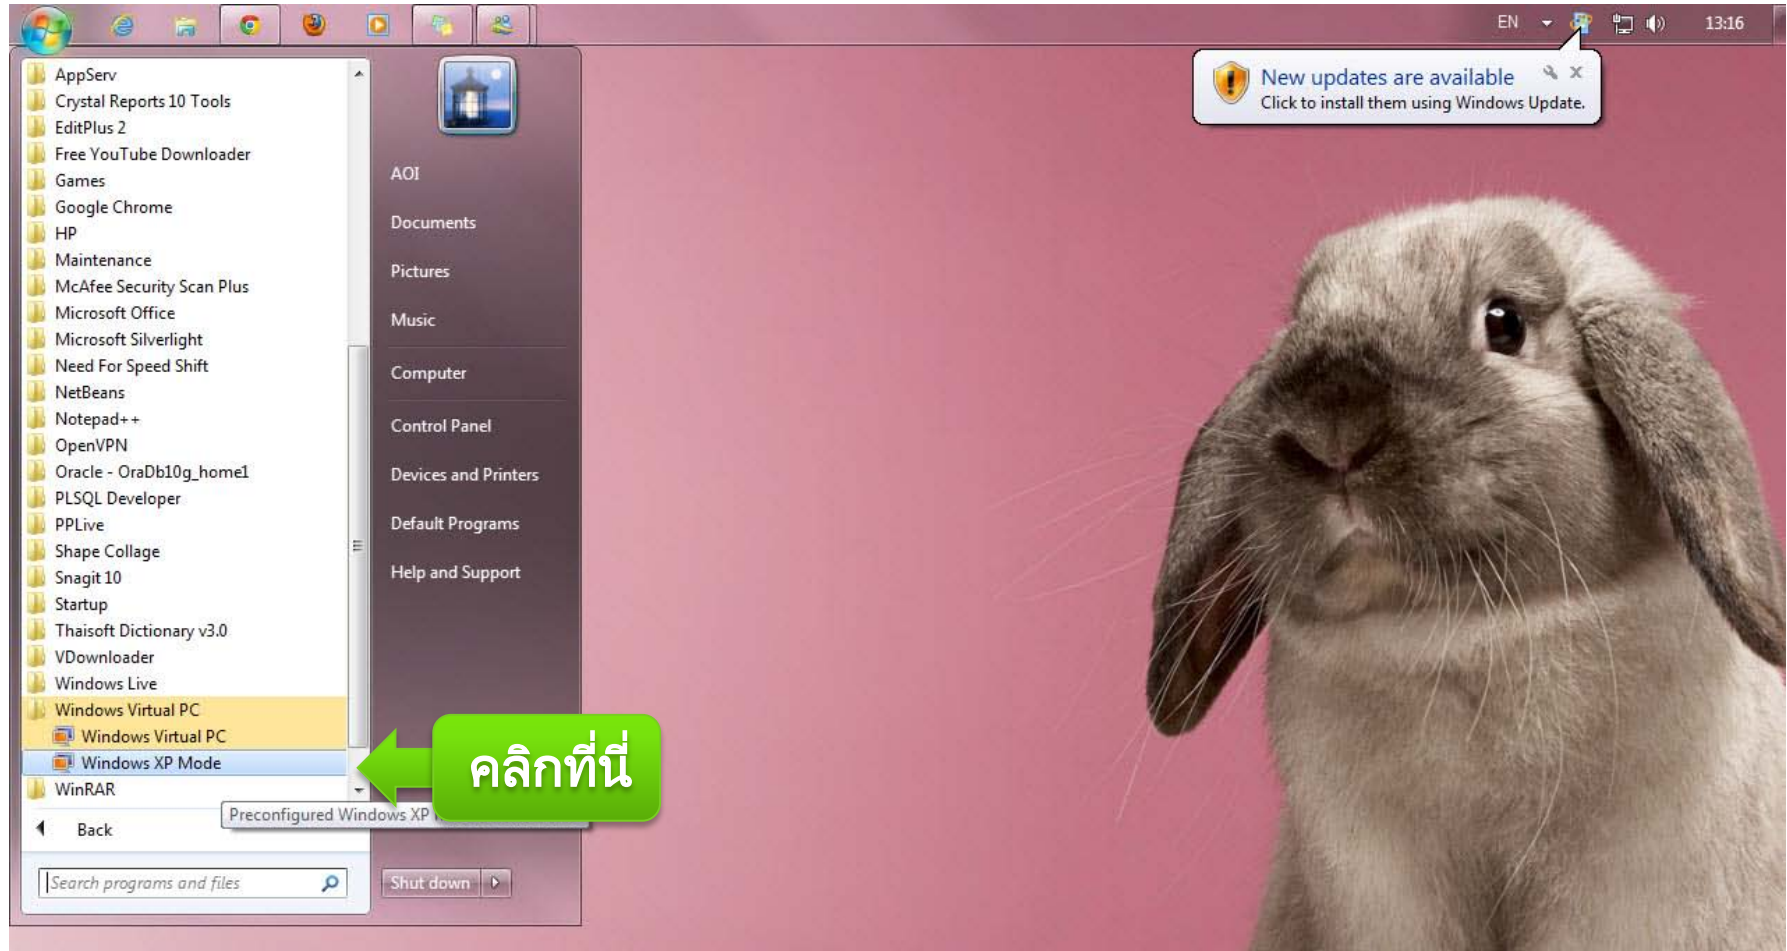 EN
13:16
New updates are available
Click to install them using Windows Update.
AppServ
Crystal Reports 10 Tools
EditPlus 2
Free YouTube Downloader
Games
Google Chrome
HP
Maintenance
McAfee Security Scan Plus
Microsoft Office
Microsoft Silverlight
Need For Speed Shift
NetBeans
Notepad++
OpenVPN
Oracle - OraDb10g_home1
PLSQL Developer
PPLive
Shape Collage
Snagit 10
Startup
Thaisoft Dictionary v3.0
VDownloader
Windows Live
Windows Virtual PC
Windows Virtual PC
Windows XP Mode
WinRAR
Back
Search programs and files
AOI
Documents
Pictures
Music
Computer
Control Panel
Devices and Printers
Default Programs
Help and Support
Shut down
คลิกที่นี่
Preconfigured Windows XP